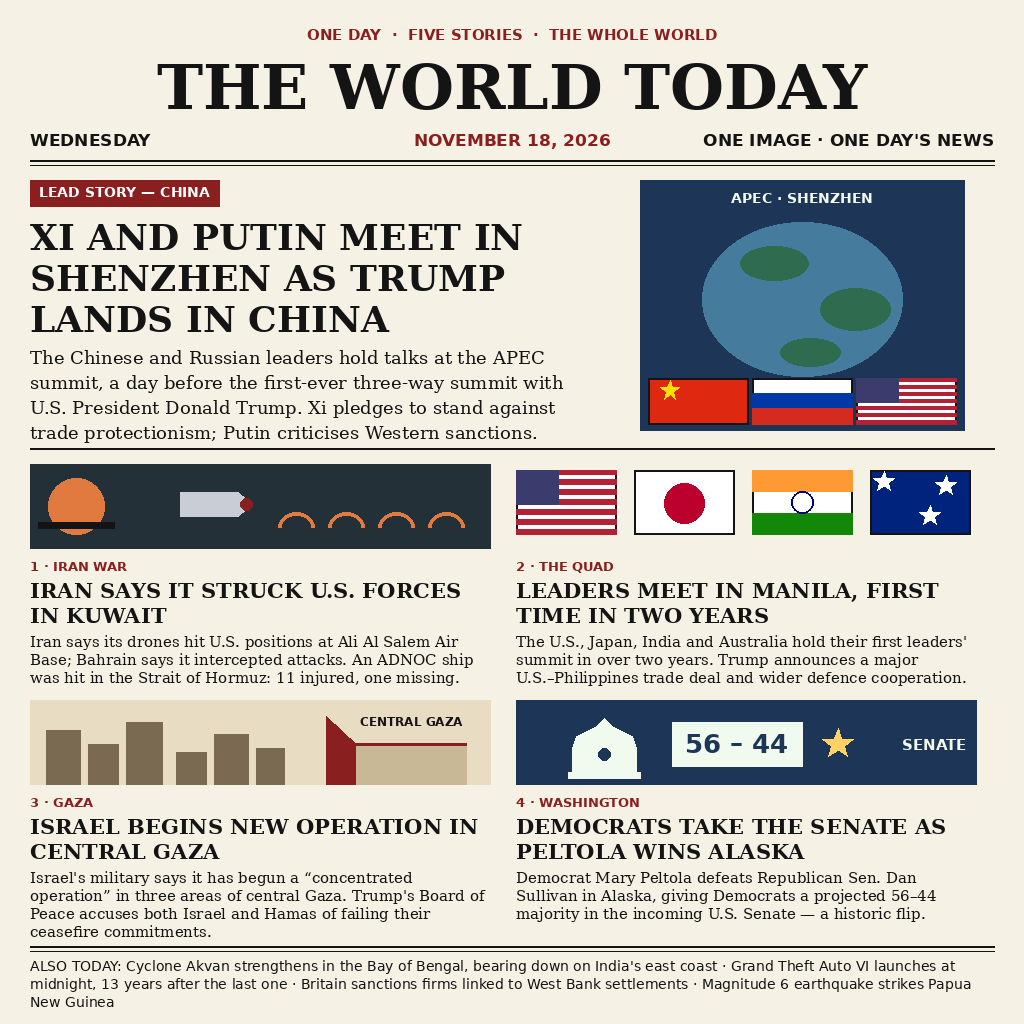 ONE DAY · FIVE STORIES · THE WHOLE WORLD
THE WORLD TODAY
WEDNESDAY
NOVEMBER 18, 2026
ONE IMAGE · ONE DAY'S NEWS
LEAD STORY — CHINA
XI AND PUTIN MEET IN
SHENZHEN AS TRUMP
LANDS IN CHINA
The Chinese and Russian leaders hold talks at the APEC
summit, a day before the first-ever three-way summit with
U.S. President Donald Trump. Xi pledges to stand against
trade protectionism; Putin criticises Western sanctions.
APEC · SHENZHEN
1 · IRAN WAR
IRAN SAYS IT STRUCK U.S. FORCES
IN KUWAIT
Iran says its drones hit U.S. positions at Ali Al Salem Air
Base; Bahrain says it intercepted attacks. An ADNOC ship
was hit in the Strait of Hormuz: 11 injured, one missing.
2 · THE QUAD
LEADERS MEET IN MANILA, FIRST
TIME IN TWO YEARS
The U.S., Japan, India and Australia hold their first leaders'
summit in over two years. Trump announces a major
U.S.–Philippines trade deal and wider defence cooperation.
CENTRAL GAZA
3 · GAZA
ISRAEL BEGINS NEW OPERATION IN
CENTRAL GAZA
Israel's military says it has begun a “concentrated
operation” in three areas of central Gaza. Trump's Board of
Peace accuses both Israel and Hamas of failing their
ceasefire commitments.
56 – 44
SENATE
4 · WASHINGTON
DEMOCRATS TAKE THE SENATE AS
PELTOLA WINS ALASKA
Democrat Mary Peltola defeats Republican Sen. Dan
Sullivan in Alaska, giving Democrats a projected 56–44
majority in the incoming U.S. Senate — a historic flip.
ALSO TODAY: Cyclone Akvan strengthens in the Bay of Bengal, bearing down on India's east coast · Grand Theft Auto VI launches at
midnight, 13 years after the last one · Britain sanctions firms linked to West Bank settlements · Magnitude 6 earthquake strikes Papua
New Guinea